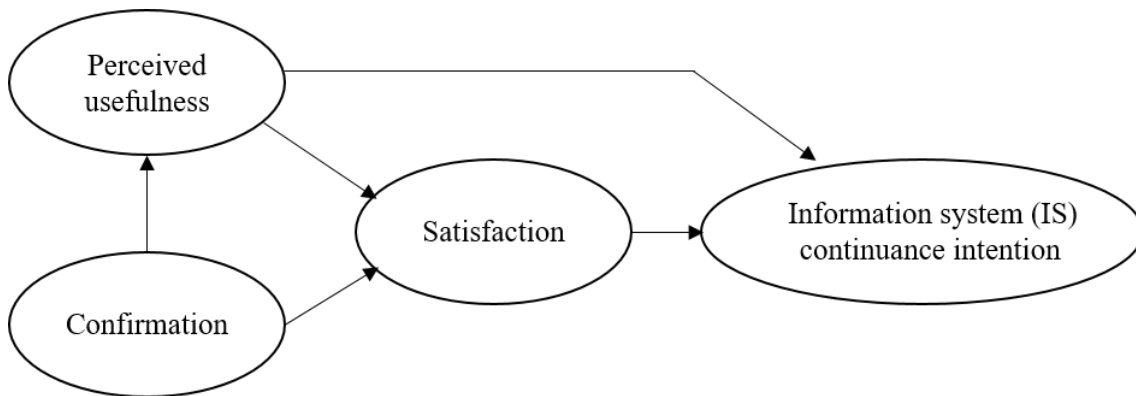 Perceived
usefulness
Satisfaction
Information system (IS)
continuance intention
Confirmation